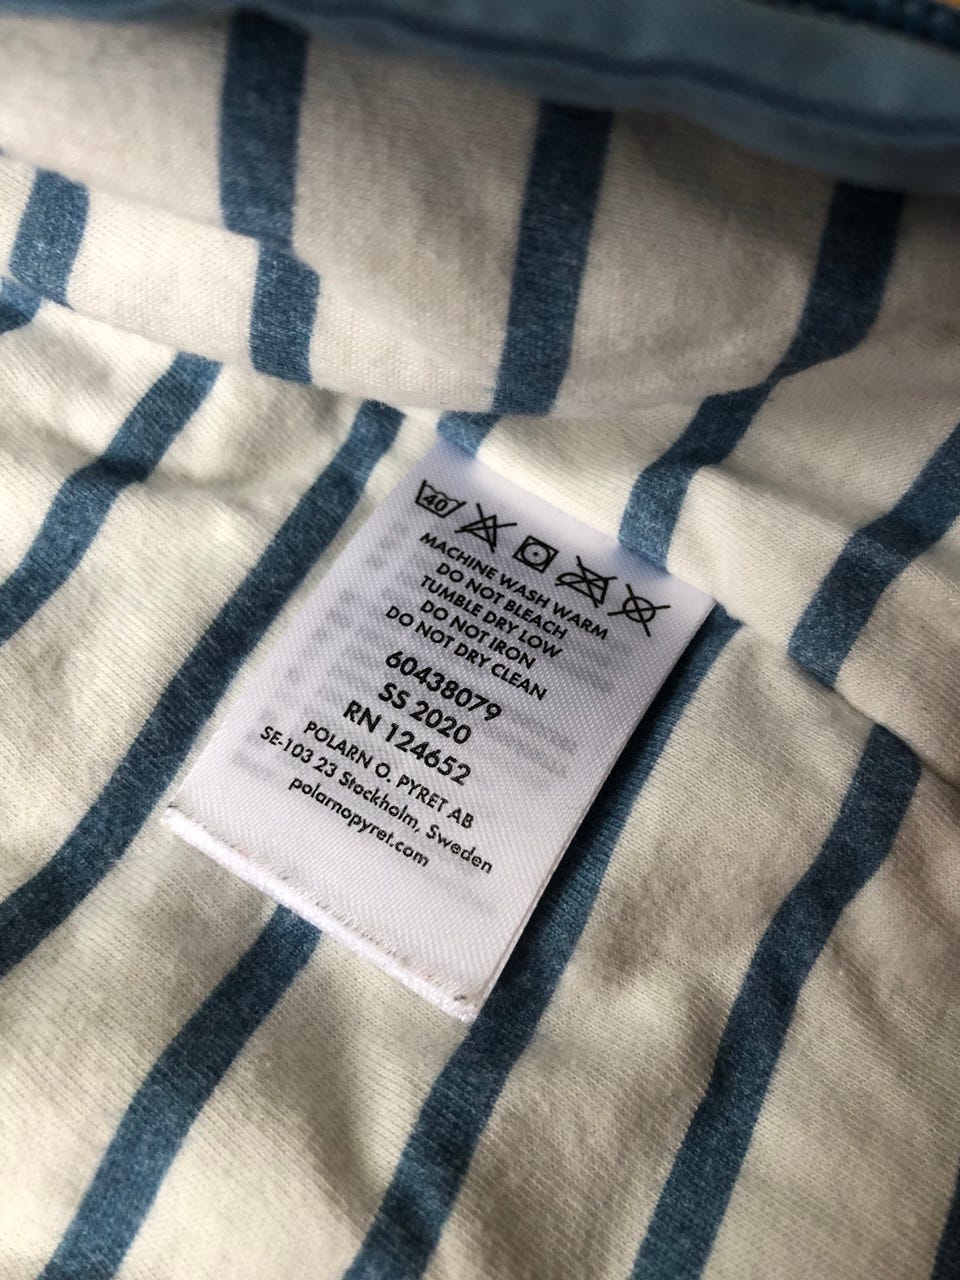 40
MACHINE WASH WARM
DO NOT BLEACH
TUMBLE DRY LOW
DO NOT IRON
DO NOT DRY CLEAN
60438079
SS 2020
RN 124652
POLARN O. PYRET AB
SE-103 23 Stockholm, Sweden
polarnopyret.com